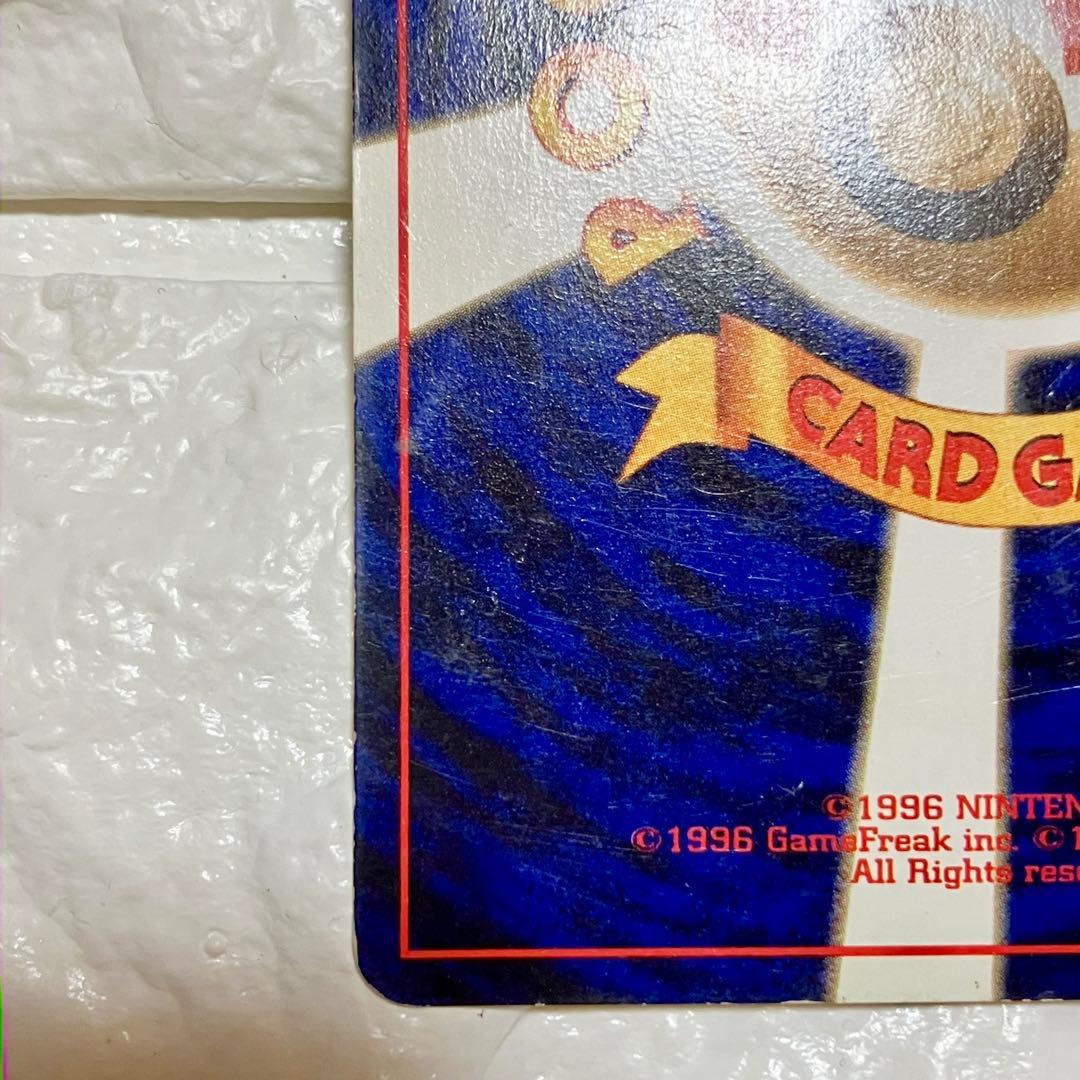 P
CARD GA
©1996 NINTEN
©1996 GameFreak inc. ©1
All Rights rese